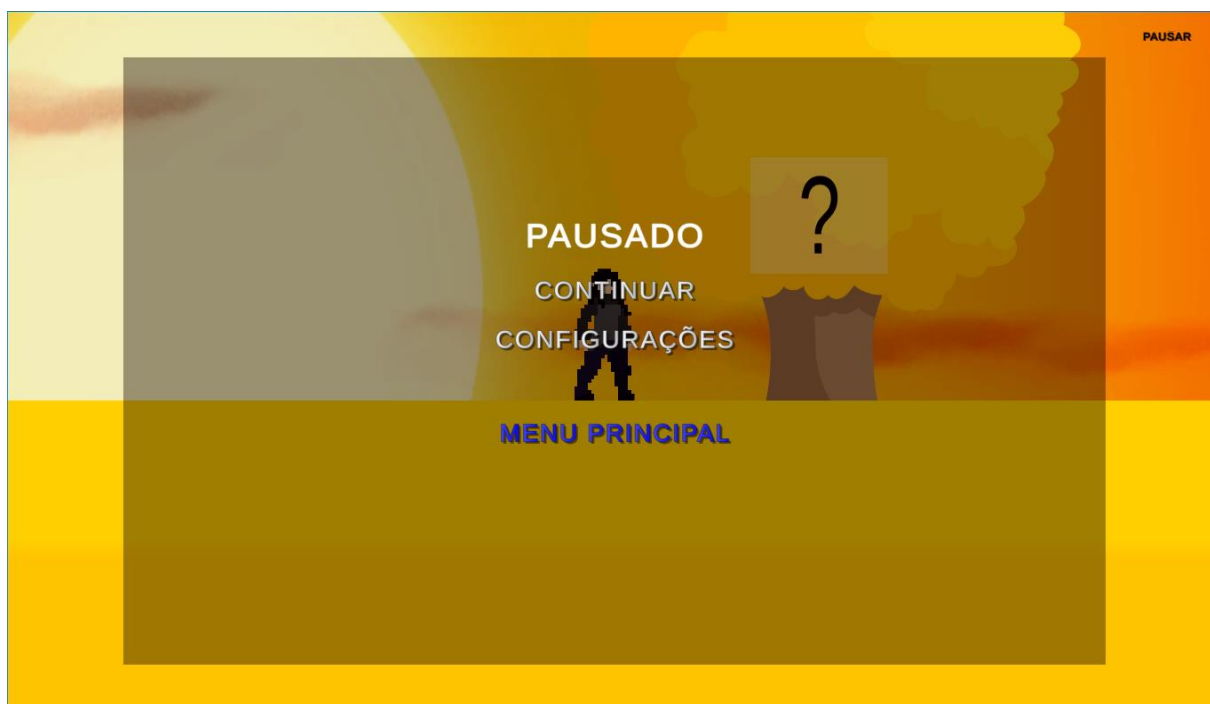 PAUSAR
?
PAUSADO
CONTINUAR
CONFIGURAÇÕES
MENU PRINCIPAL